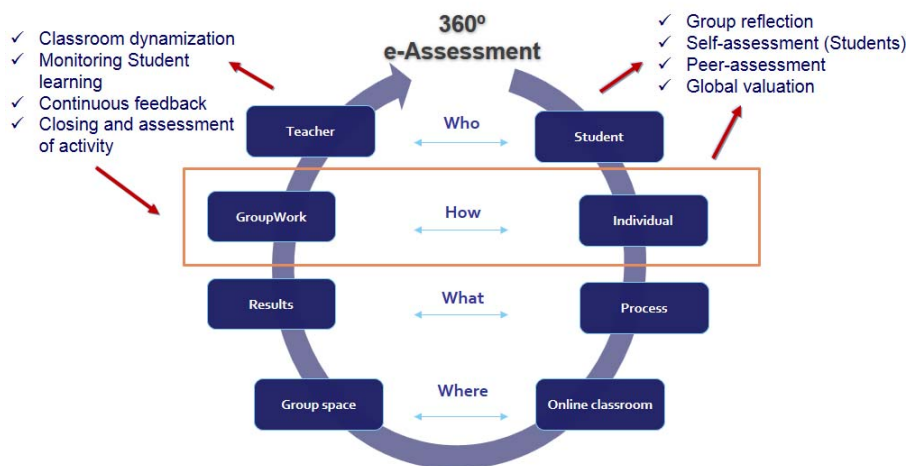 360º
e-Assessment
✓ Classroom dynamization
✓ Monitoring Student
learning
✓ Continuous feedback
✓ Closing and assessment
of activity
✓ Group reflection
✓ Self-assessment (Students)
✓ Peer-assessment
✓ Global valuation
Teacher
Who
Student
GroupWork
How
Individual
Results
What
Process
Group space
Where
Online classroom